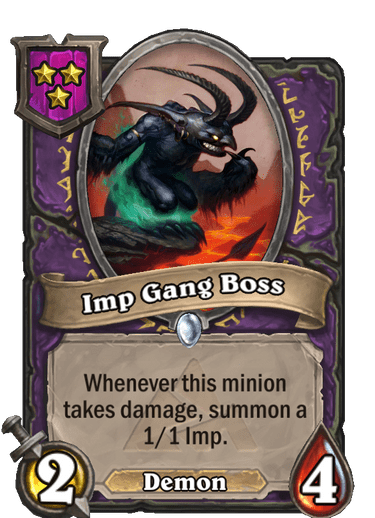 Imp Gang Boss
Whenever this minion
takes damage, summon a
1/1 Imp.
2
Demon
4